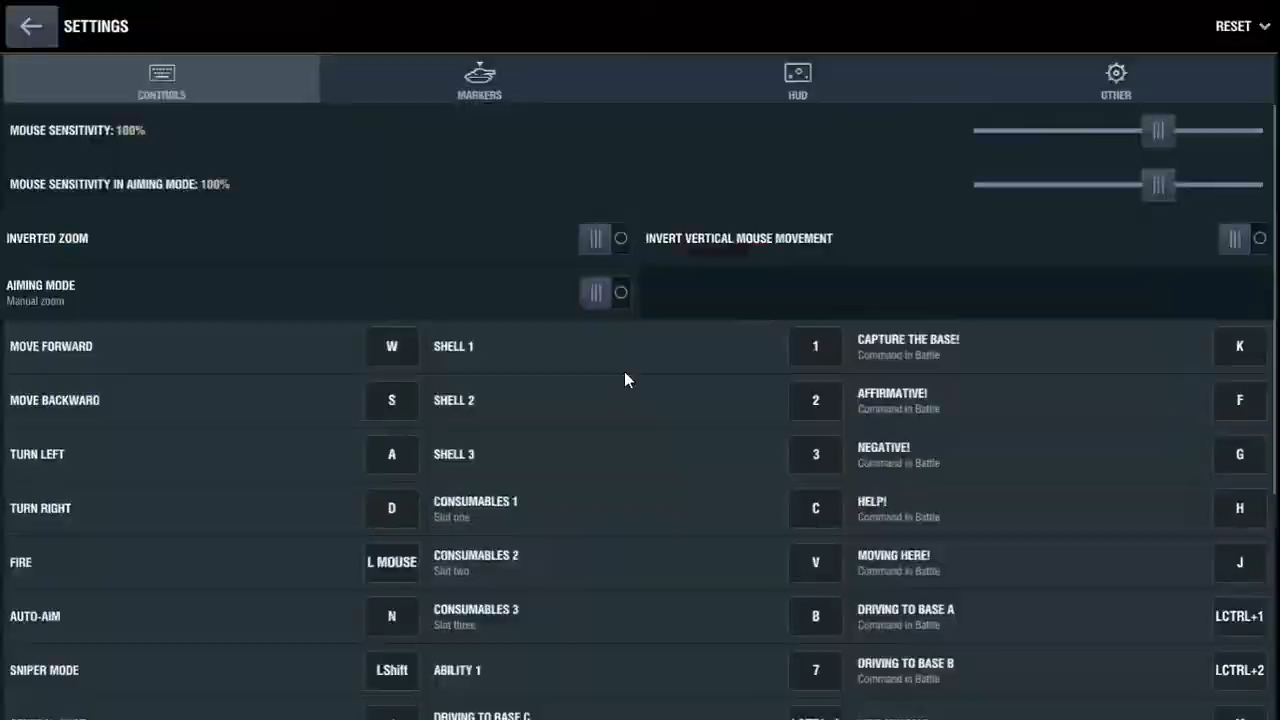 SETTINGS
RESET
CONTROLS
MARKERS
HUD
OTHER
MOUSE SENSITIVITY: 100%
MOUSE SENSITIVITY IN AIMING MODE: 100%
INVERTED ZOOM
INVERT VERTICAL MOUSE MOVEMENT
AIMING MODE
Manual zoom
MOVE FORWARD
W
SHELL 1
1
CAPTURE THE BASE!
Command in Battle
K
MOVE BACKWARD
S
SHELL 2
2
AFFIRMATIVE!
Command in Battle
F
TURN LEFT
A
SHELL 3
3
NEGATIVE!
Command in Battle
G
TURN RIGHT
D
CONSUMABLES 1
Slot one
C
HELP!
Command in Battle
H
FIRE
L MOUSE
CONSUMABLES 2
Slot two
V
MOVING HERE!
Command in Battle
J
AUTO-AIM
N
CONSUMABLES 3
Slot three
B
DRIVING TO BASE A
Command in Battle
LCTRL+1
SNIPER MODE
LShift
ABILITY 1
7
DRIVING TO BASE B
Command in Battle
LCTRL+2
DRIVING TO BASE C